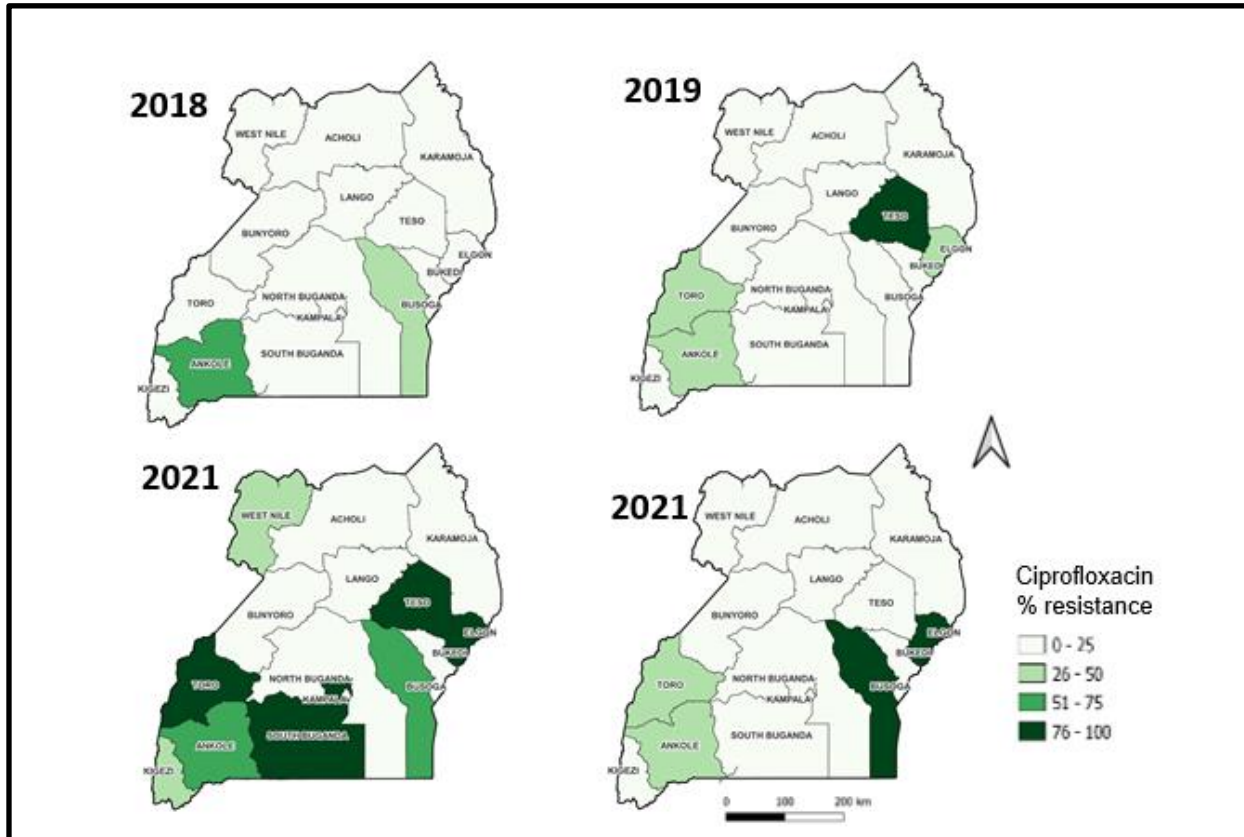 2018
WEST NILE
ACHOLI
KARAMOJA
LANGO
TESO
BUNYORO
ELGON
BUKEDI
TORO
NORTH BUGANDA
BUSOGA
KAMPALA
SOUTH BUGANDA
ANKOLE
KIGEZI
2019
WEST NILE
ACHOLI
KARAMOJA
LANGO
TESO
BUNYORO
ELGON
BUKEDI
TORO
NORTH BUGANDA
BUSOGA
KAMPALA
SOUTH BUGANDA
ANKOLE
KIGEZI
2021
WEST NILE
ACHOLI
KARAMOJA
LANGO
TESO
BUNYORO
ELGON
BUKEDI
TORO
NORTH BUGANDA
BUSOGA
KAMPALA
SOUTH BUGANDA
ANKOLE
KIGEZI
2021
WEST NILE
ACHOLI
KARAMOJA
LANGO
TESO
BUNYORO
ELGON
BUKEDI
TORO
NORTH BUGANDA
BUSOGA
KAMPALA
SOUTH BUGANDA
ANKOLE
KIGEZI
Ciprofloxacin
% resistance
0 - 25
26 - 50
51 - 75
76 - 100
0 100 200 km